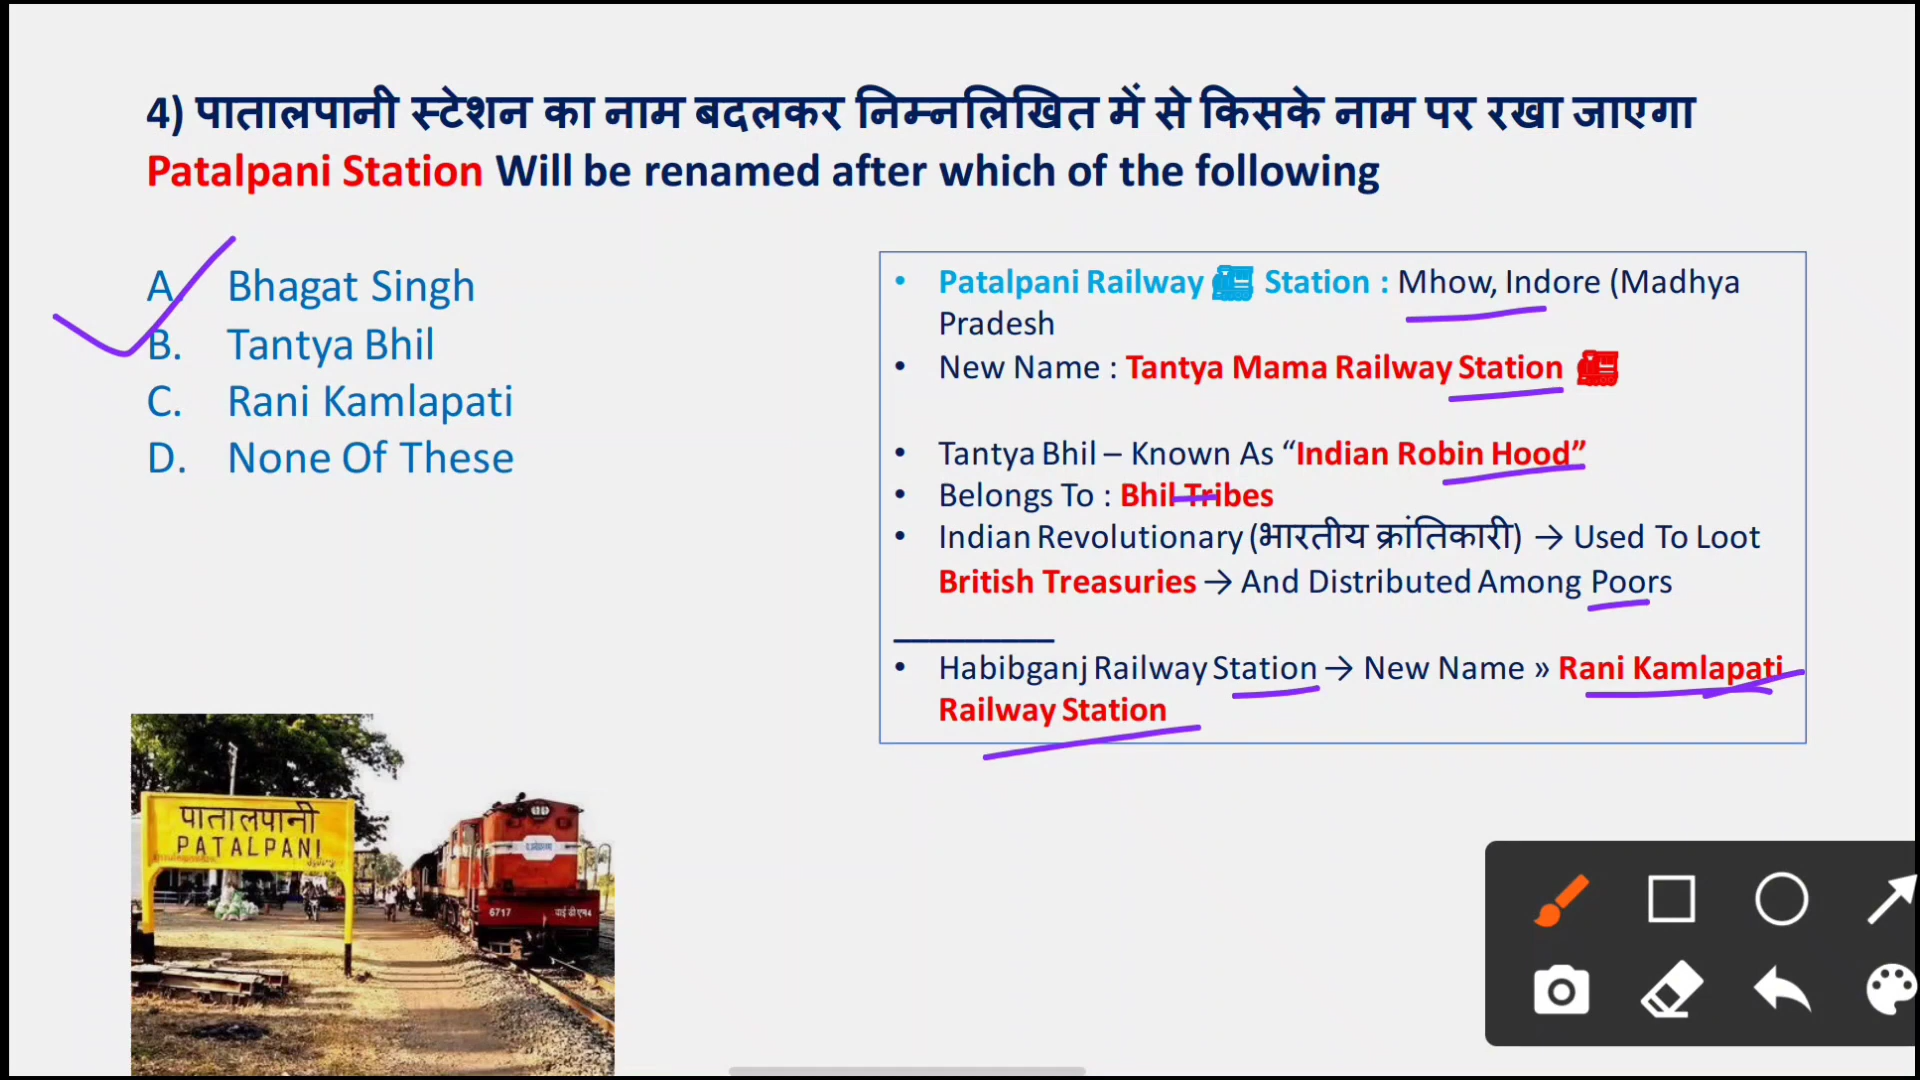 4) पातालपानी स्टेशन का नाम बदलकर निम्नलिखित में से किसके नाम पर रखा जाएगा
Patalpani Station Will be renamed after which of the following
A. Bhagat Singh
B. Tantya Bhil
C. Rani Kamlapati
D. None Of These
• Patalpani Railway Station : Mhow, Indore (Madhya
Pradesh
• New Name : Tantya Mama Railway Station
• Tantya Bhil – Known As “Indian Robin Hood”
• Belongs To : Bhil Tribes
• Indian Revolutionary (भारतीय क्रांतिकारी) → Used To Loot
British Treasuries → And Distributed Among Poors
• Habibganj Railway Station → New Name » Rani Kamlapati
Railway Station
पातालपानी
PATALPANI
6717